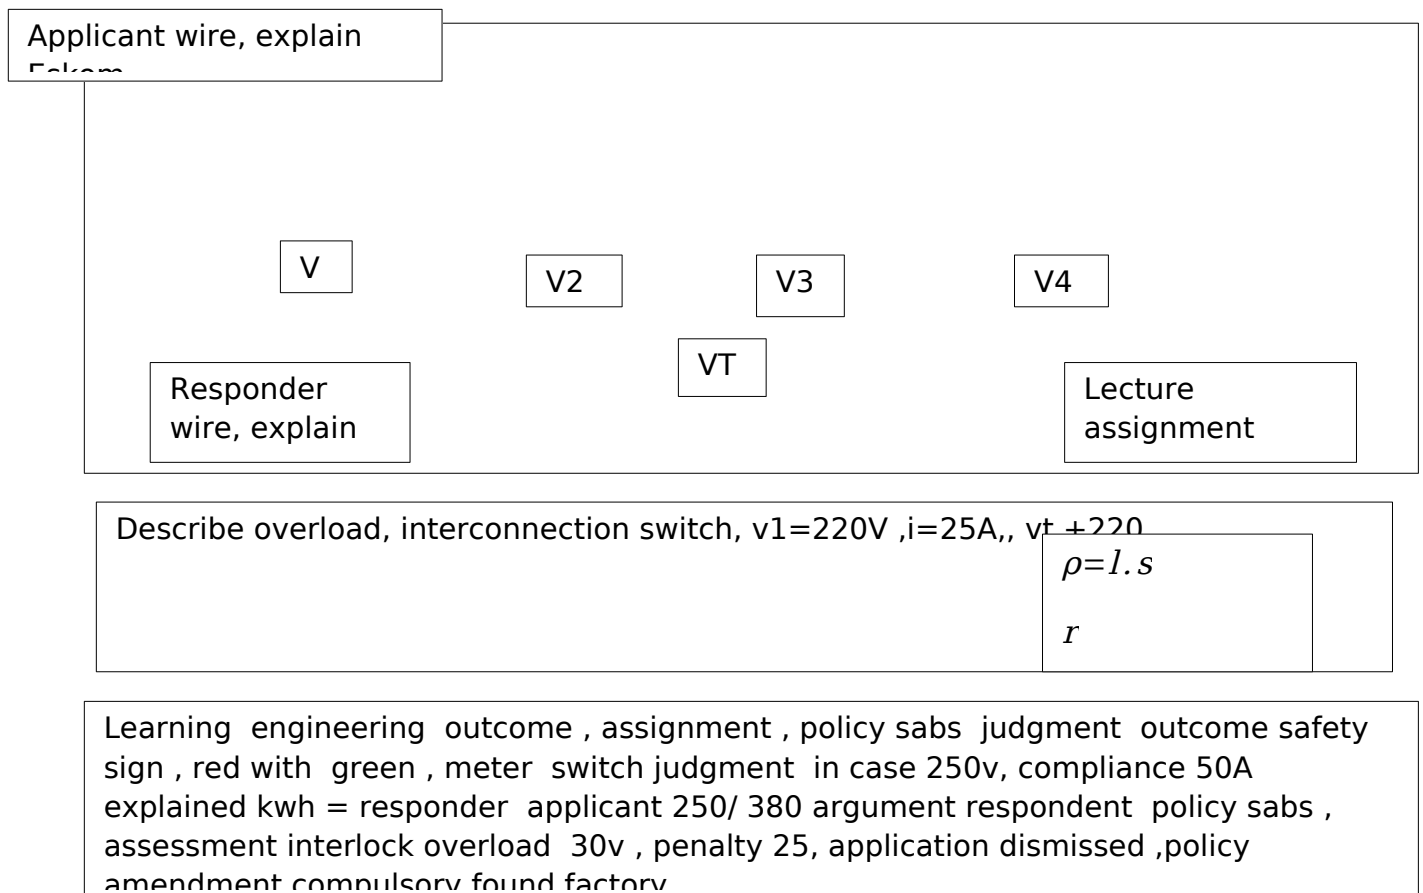 Applicant wire, explain
Eskom
V
V2
V3
V4
VT
Responder
wire, explain
Lecture
assignment
Describe overload, interconnection switch, v1=220V ,i=25A,, vt +220
ρ=l.s
r
Learning engineering outcome , assignment , policy sabs judgment outcome safety
sign , red with green , meter switch judgment in case 250v, compliance 50A
explained kwh = responder applicant 250/ 380 argument respondent policy sabs ,
assessment interlock overload 30v , penalty 25, application dismissed ,policy
amendment compulsory found factory